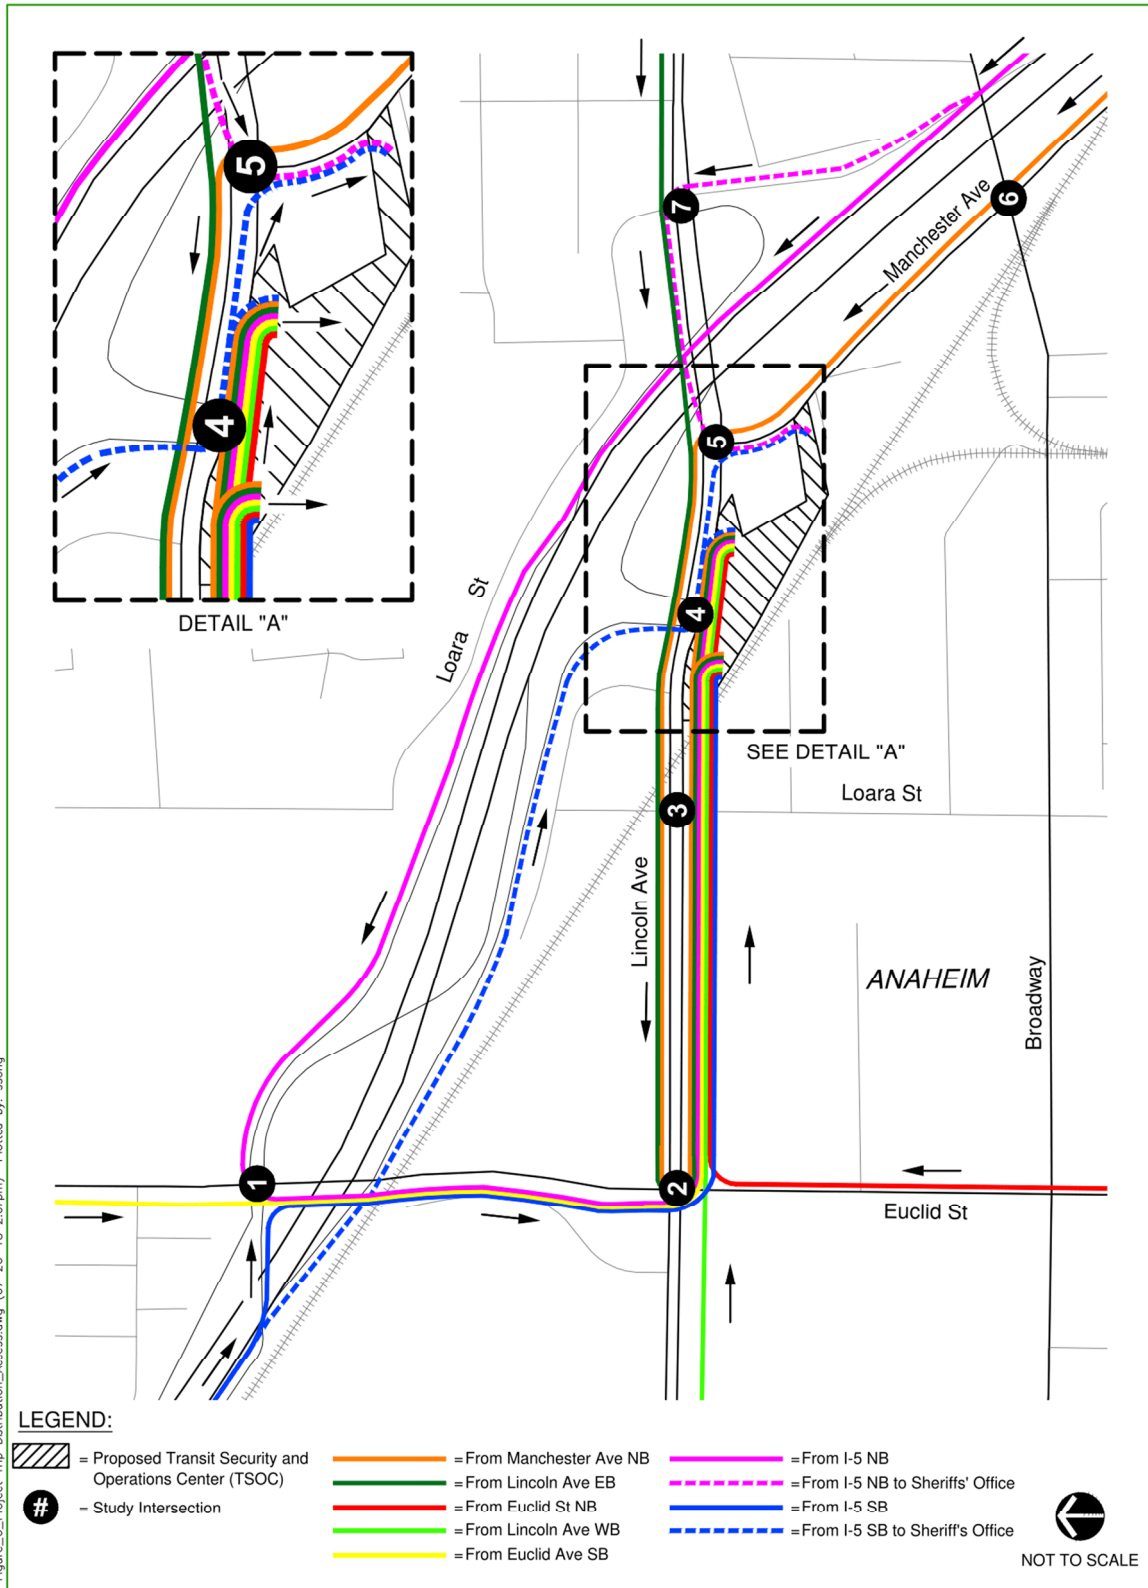 5
4
DETAIL "A"
7
6
Manchester Ave
5
4
St
Loara
SEE DETAIL "A"
3
Loara St
Lincoln Ave
ANAHEIM
Broadway
1
2
Euclid St
LEGEND:
= Proposed Transit Security and
Operations Center (TSOC)
# = Study Intersection
=From Manchester Ave NB
=From Lincoln Ave EB
=From Euclid St NB
=From Lincoln Ave WB
=From Euclid Ave SB
=From I-5 NB
=From I-5 NB to Sheriffs' Office
=From I-5 SB
=From I-5 SB to Sheriff's Office
NOT TO SCALE